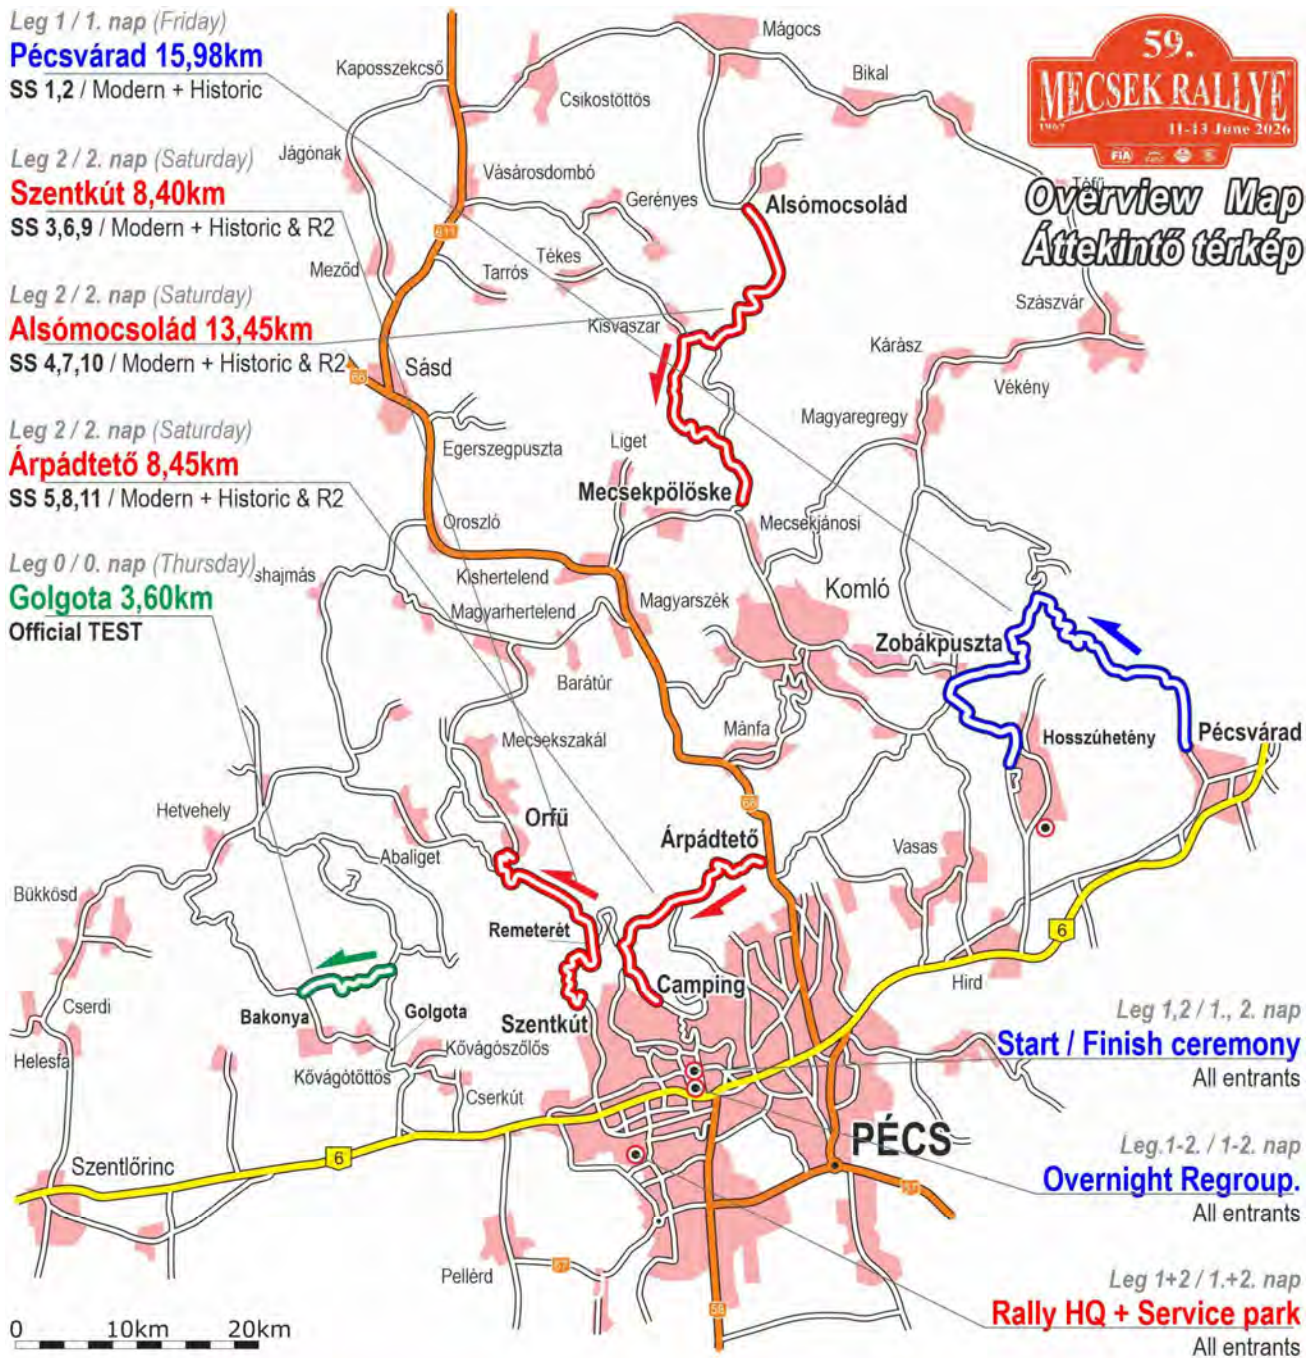 Leg 1 / 1. nap (Friday)
Pécsvárad 15,98km
SS 1,2 / Modern + Historic
Leg 2 / 2. nap (Saturday)
Szentkút 8,40km
SS 3,6,9 / Modern + Historic & R2
Leg 2 / 2. nap (Saturday)
Alsómocsolád 13,45km
SS 4,7,10 / Modern + Historic & R2
Leg 2 / 2. nap (Saturday)
Árpádtető 8,45km
SS 5,8,11 / Modern + Historic & R2
Leg 0 / 0. nap (Thursday)
Golgota 3,60km
Official TEST
59.
MECSEK RALLYE
1967
11-13 June 2026
FIA
Overview Map
Áttekintő térkép
Mágocs
Kaposszekcső
Bikal
Csikostöttös
Jágónak
Vásárosdombó
Gerényes
Alsómocsolád
Tófű
611
Tékes
Meződ
Tarrós
Szászvár
Kisvaszar
Kárász
Sásd
66
Vékény
Magyaregregy
Liget
Egerszegpuszta
Mecsekpölöske
Oroszló
Mecsekjánosi
shajmás
Kishertelend
Komló
Magyarszék
Magyarhertelend
Zobákpuszta
Barátúr
Mánfa
Mecsekszakál
Hosszúhetény
Pécsvárad
66
Hetvehely
Orfű
Árpádtető
Vasas
Abaliget
Bükkösd
Remeterét
6
Hird
Camping
Cserdi
Bakonya
Golgota
Szentkút
Helesfa
Kővágószőlős
Kővágótöttös
Cserkút
PÉCS
6
Szentlőrinc
57
Pellérd
67
58
Leg 1,2 / 1., 2. nap
Start / Finish ceremony
All entrants
Leg.1-2. / 1-2. nap
Overnight Regroup.
All entrants
Leg 1+2 / 1.+2. nap
Rally HQ + Service park
All entrants
0 10km 20km